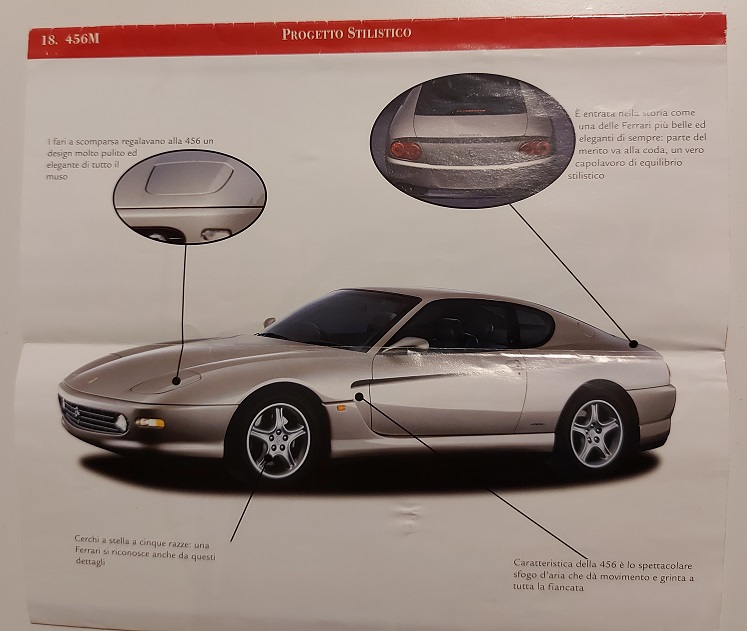 18. 456M
PROGETTO STILISTICO
I fari a scomparsa regalavano alla 456 un
design molto pulito ed
elegante di tutto il
muso
È entrata nella storia come
una delle Ferrari più belle ed
eleganti di sempre: parte del
merito va alla coda, un vero
capolavoro di equilibrio
stilistico
Cerchi a stella a cinque razze: una
Ferrari si riconosce anche da questi
dettagli
Caratteristica della 456 è lo spettacolare
sfogo d'aria che dà movimento e grinta a
tutta la fiancata